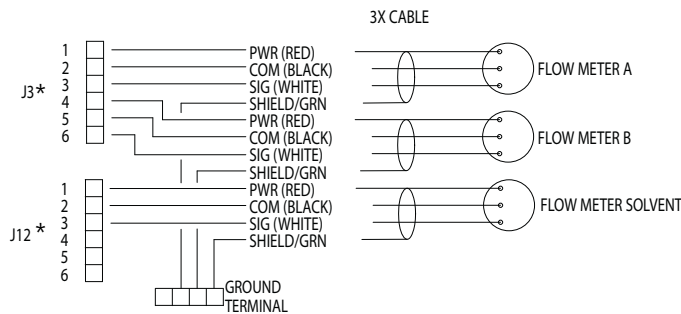 3X CABLE
1 PWR (RED)
2 COM (BLACK)
3 SIG (WHITE)
J3* 4 SHIELD/GRN
5 PWR (RED)
6 COM (BLACK)
SIG (WHITE)
SHIELD/GRN
FLOW METER A
FLOW METER B
1 PWR (RED)
2 COM (BLACK)
3 SIG (WHITE)
J12* 4 SHIELD/GRN
5
6
FLOW METER SOLVENT
GROUND
TERMINAL